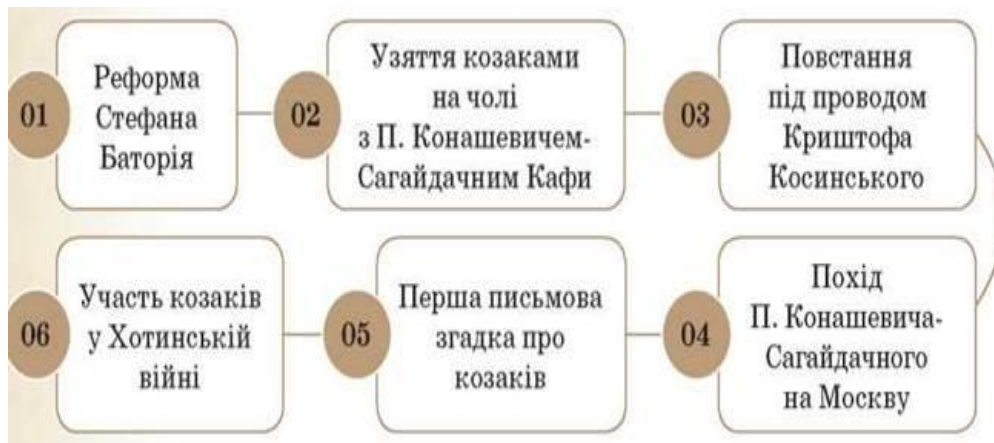 01
Реформа
Стефана
Баторія
02
Узяття козаками
на чолі
з П. Конашевичем-
Сагайдачним Кафи
03
Повстання
під проводом
Криштофа
Косинського
04
Похід
П. Конашевича-
Сагайдачного
на Москву
05
Перша письмова
згадка про
козаків
06
Участь козаків
у Хотинській
війні